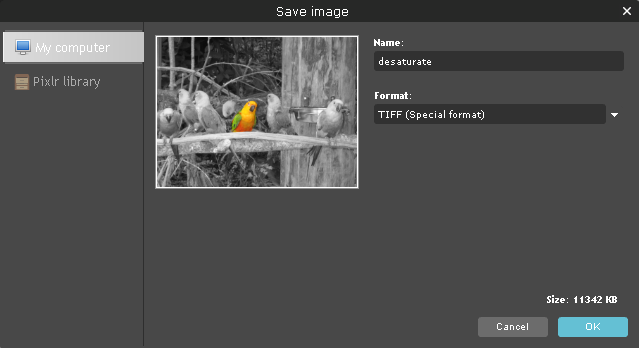 Save image
My computer
Pixlr library
Name:
desaturate
Format:
TIFF (Special format)
Size: 11342 KB
Cancel
OK